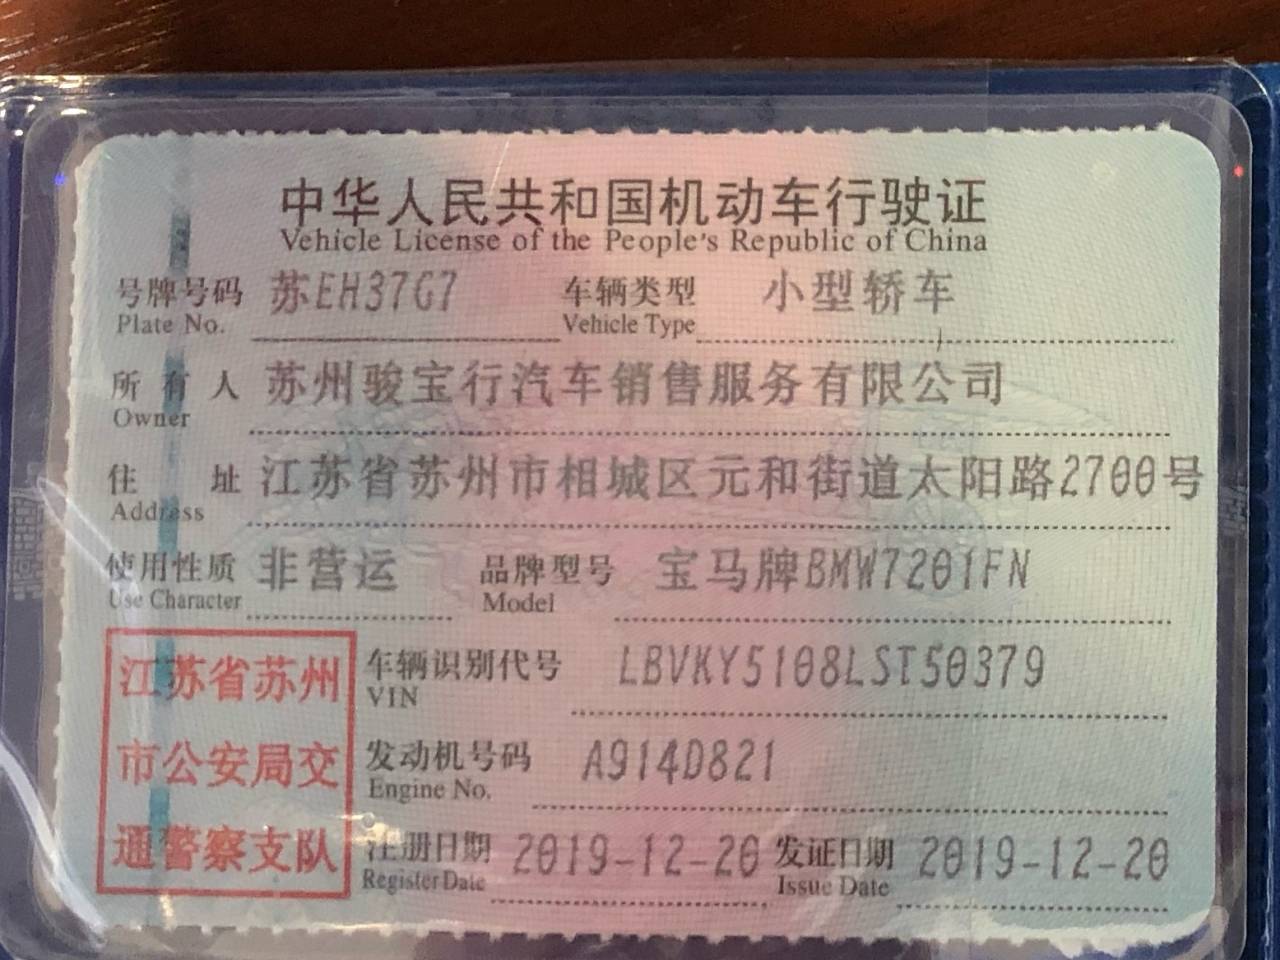 中华人民共和国机动车行驶证
Vehicle License of the People's Republic of China
号牌号码 苏EH37G7 车辆类型 小型轿车
Plate No. Vehicle Type
所有人 苏州骏宝行汽车销售服务有限公司
Owner
住址 江苏省苏州市相城区元和街道太阳路2700号
Address
使用性质 非营运 品牌型号 宝马牌BMW7201FN
Use Character Model
江苏省苏州
市公安局交
通警察支队
车辆识别代号 LBVKY5108LST50379
VIN
发动机号码 A914D821
Engine No.
注册日期 2019-12-20 发证日期 2019-12-20
Register Date Issue Date